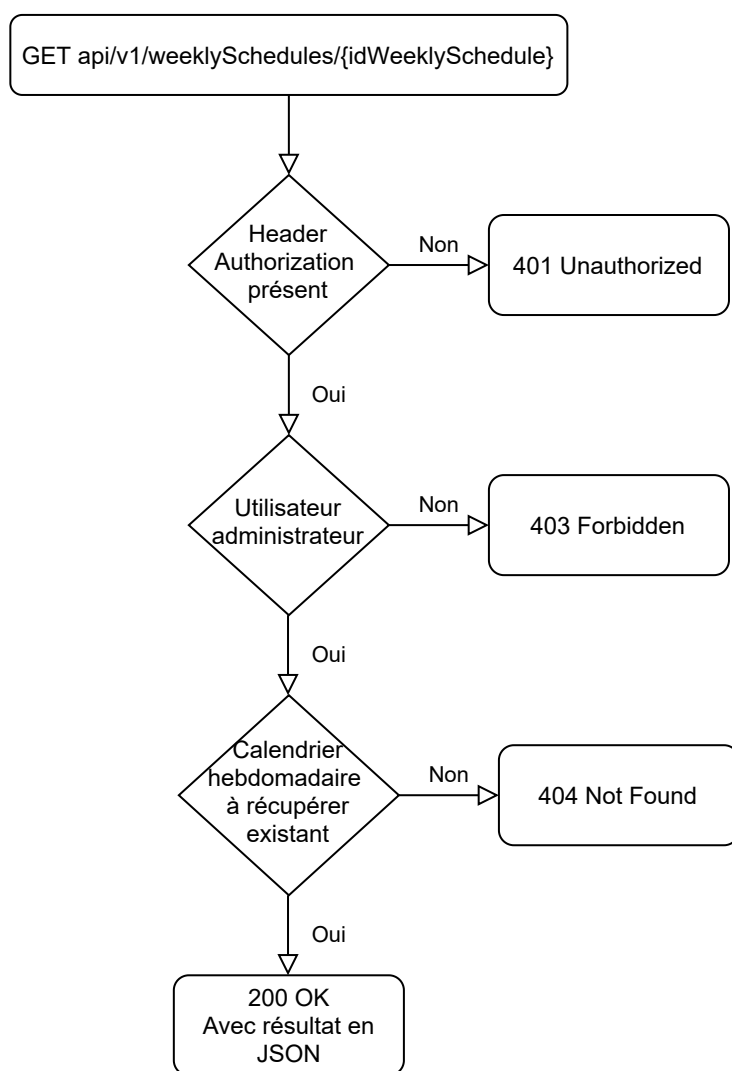 GET api/v1/weeklySchedules/{idWeeklySchedule}
Header
Authorization
présent
Non
401 Unauthorized
Oui
Utilisateur
administrateur
Non
403 Forbidden
Oui
Calendrier
hebdomadaire
à récupérer
existant
Non
404 Not Found
Oui
200 OK
Avec résultat en
JSON